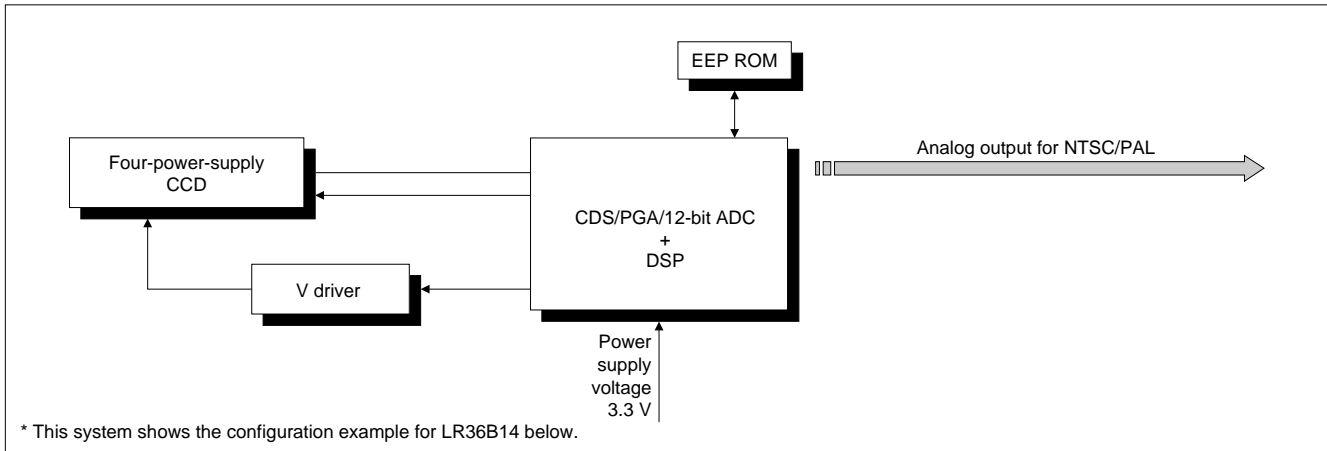 EEP ROM
Four-power-supply
CCD
Analog output for NTSC/PAL
CDS/PGA/12-bit ADC
+
DSP
V driver
Power
supply
voltage
3.3 V
* This system shows the configuration example for LR36B14 below.